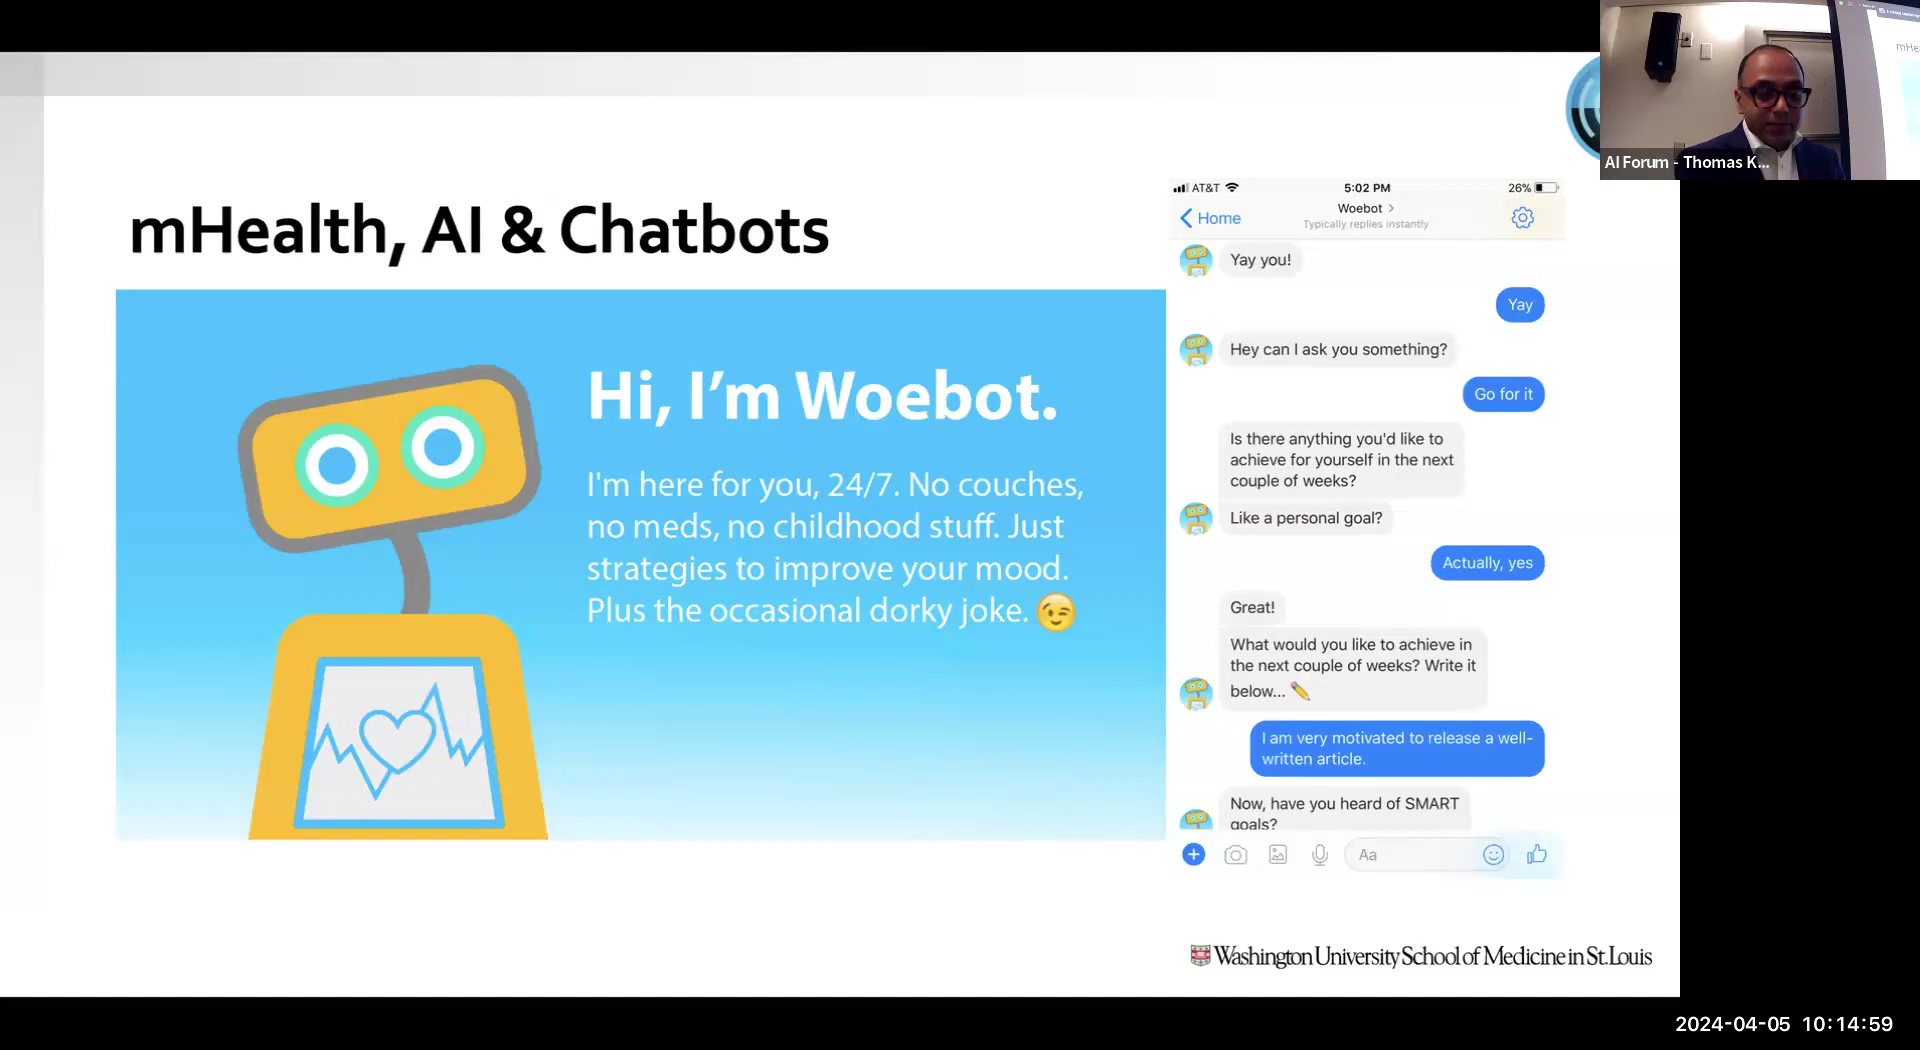 mHealth, AI & Chatbots
Hi, I'm Woebot.
I'm here for you, 24/7. No couches,
no meds, no childhood stuff. Just
strategies to improve your mood.
Plus the occasional dorky joke. 😉
AT&T
5:02 PM
26%
Home
Woebot >
Typically replies instantly
Yay you!
Yay
Hey can I ask you something?
Go for it
Is there anything you'd like to
achieve for yourself in the next
couple of weeks?
Like a personal goal?
Actually, yes
Great!
What would you like to achieve in
the next couple of weeks? Write it
below... ✏️
I am very motivated to release a well-
written article.
Now, have you heard of SMART
goals?
Aa
Washington University School of Medicine in St. Louis
AI Forum - Thomas K...
mHe
2024-04-05 10:14:59